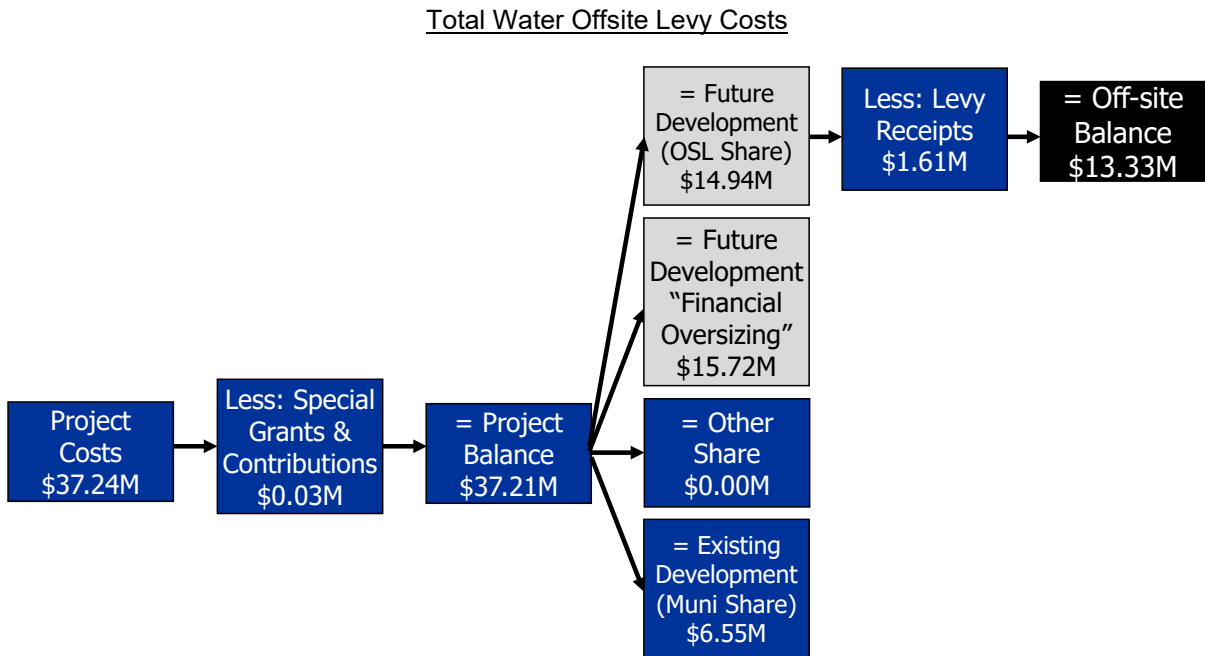 Total Water Offsite Levy Costs
= Future
Development
(OSL Share)
$14.94M
Less: Levy
Receipts
$1.61M
= Off-site
Balance
$13.33M
= Future
Development
“Financial
Oversizing”
$15.72M
Project
Costs
$37.24M
Less: Special
Grants &
Contributions
$0.03M
= Project
Balance
$37.21M
= Other
Share
$0.00M
= Existing
Development
(Muni Share)
$6.55M